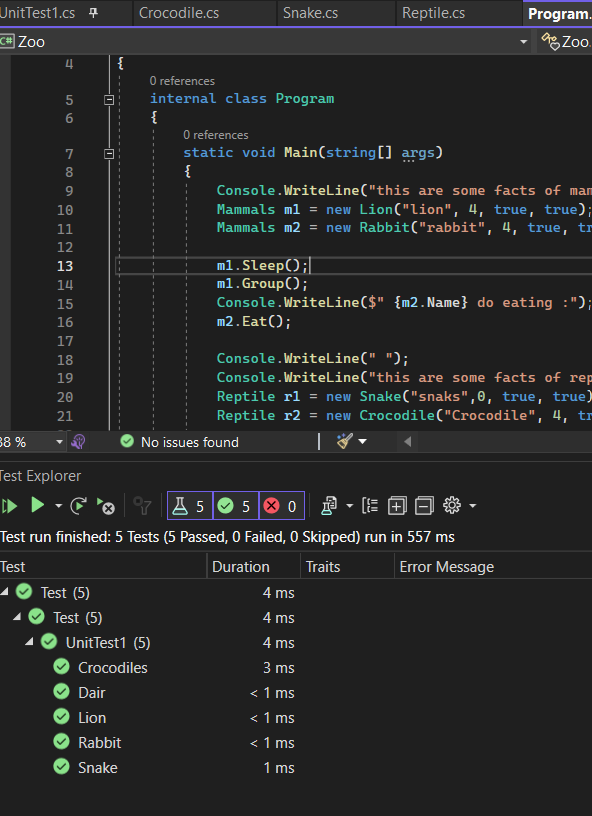 UnitTest1.cs Crocodile.cs Snake.cs Reptile.cs Program.
C# Zoo Zoo.
4 {
0 references
5 internal class Program
6 {
0 references
7 static void Main(string[] args)
8 {
9 Console.WriteLine("this are some facts of mam
10 Mammals m1 = new Lion("lion", 4, true, true);
11 Mammals m2 = new Rabbit("rabbit", 4, true, tr
12
13 m1.Sleep();
14 m1.Group();
15 Console.WriteLine($" {m2.Name} do eating :");
16 m2.Eat();
17
18 Console.WriteLine(" ");
19 Console.WriteLine("this are some facts of rep
20 Reptile r1 = new Snake("snaks",0, true, true)
21 Reptile r2 = new Crocodile("Crocodile", 4, tr
38 % No issues found
Test Explorer
5 5 0
Test run finished: 5 Tests (5 Passed, 0 Failed, 0 Skipped) run in 557 ms
Test Duration Traits Error Message
Test (5) 4 ms
Test (5) 4 ms
UnitTest1 (5) 4 ms
Crocodiles 3 ms
Dair < 1 ms
Lion < 1 ms
Rabbit < 1 ms
Snake 1 ms